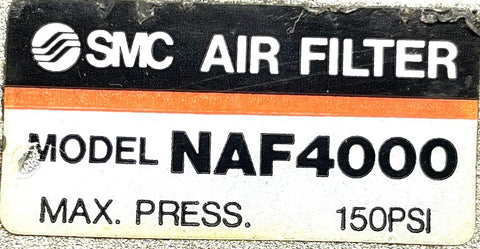 SMC AIR FILTER
MODEL NAF4000
MAX. PRESS. 150PSI